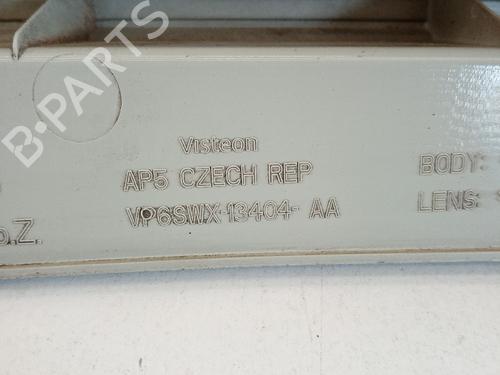 B-PARTS
Visteon
AP5 CZECH REP
VP6SWX-13404- AA
o.Z.
BODY:
LENS: